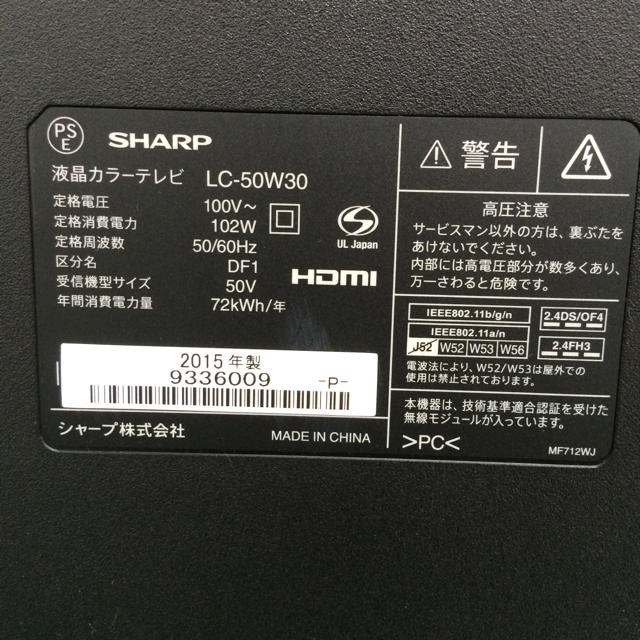 PS
E
SHARP
液晶カラーテレビ LC-50W30
定格電圧 100V～
定格消費電力 102W
定格周波数 50/60Hz
区分名 DF1
受信機型サイズ 50V
年間消費電力量 72kWh/年
UL Japan
HDMI
2015年製
9336009 -P-
シャープ株式会社 MADE IN CHINA
警告
高圧注意
サービスマン以外の方は、裏ぶたを
あけないでください。
内部には高電圧部分が数多くあり、
万一さわると危険です。
IEEE802.11b/g/n
IEEE802.11a/n
J52 W52 W53 W56
2.4DS/OF4
2.4FH3
電波法により、W52/W53は屋外での
使用は禁止されています。
本機器は、技術基準適合認証を受けた
無線モジュールが入っています。
>PC<
MF712WJ